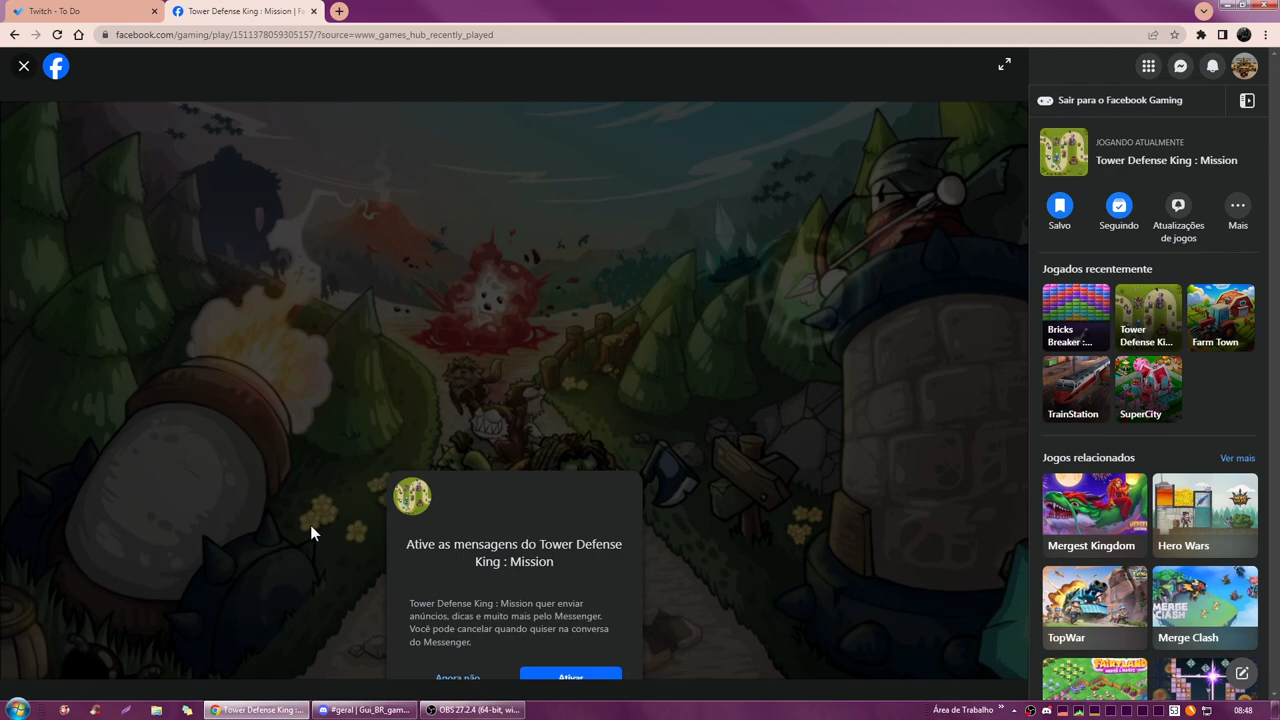 Twitch - To Do
Tower Defense King : Mission | Fa
facebook.com/gaming/play/1511378059305157/?source=www_games_hub_recently_played
Sair para o Facebook Gaming
JOGANDO ATUALMENTE
Tower Defense King : Mission
Salvo
Seguindo
Atualizações
de jogos
Mais
Jogados recentemente
Bricks
Breaker :...
Tower
Defense Ki...
Farm Town
TrainStation
SuperCity
Jogos relacionados
Ver mais
Mergest Kingdom
Hero Wars
TopWar
MERGE
CLASH
Merge Clash
FAIRYLAND
Ative as mensagens do Tower Defense
King : Mission
Tower Defense King : Mission quer enviar
anúncios, dicas e muito mais pelo Messenger.
Você pode cancelar quando quiser na conversa
do Messenger.
Agora não
Ativar
Tower Defense King :...
#geral | Gui_BR_gam...
OBS 27.2.4 (64-bit, wi...
Área de Trabalho
53
08:48